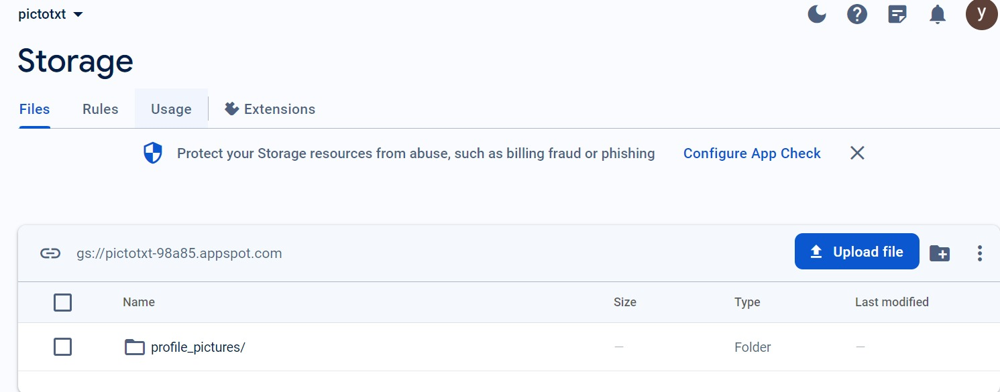 pictotxt
y
Storage
Files Rules Usage Extensions
Protect your Storage resources from abuse, such as billing fraud or phishing Configure App Check
gs://pictotxt-98a85.appspot.com Upload file
Name Size Type Last modified
profile_pictures/ — Folder —